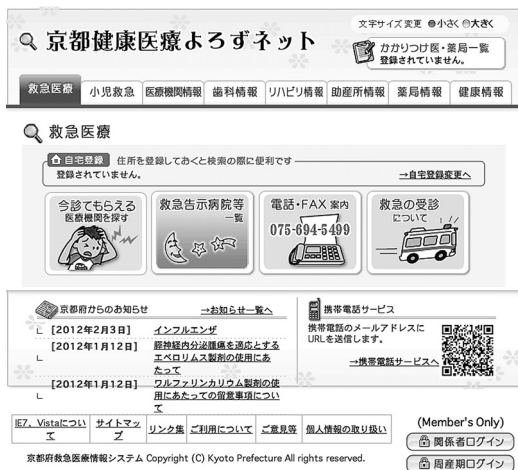 文字サイズ変更 小さく 大きく
京都健康医療よろずネット
かかりつけ医・薬局一覧
登録されていません。
救急医療 小児救急 医療機関情報 歯科情報 リハビリ情報 助産所情報 薬局情報 健康情報
救急医療
自宅登録 住所を登録しておくと検索の際に便利です
登録されていません。 →自宅登録変更へ
今診てもらえる
医療機関を探す
救急告示病院等
一覧
電話・FAX 案内
075-694-5499
救急の受診
について
京都府からのお知らせ →お知らせ一覧へ
[2012年2月3日] インフルエンザ
[2012年1月12日] 膵神経内分泌腫瘍を適応とする
エベロリムス製剤の使用にあ
たって
[2012年1月12日] ワルファリンカリウム製剤の使
用にあたっての留意事項につい
て
携帯電話サービス
携帯電話のメールアドレスに
URLを送信します。
→携帯電話サービスへ
IE7、Vistaについ
て
サイトマッ
プ
リンク集 ご利用について ご意見等 個人情報の取り扱い
(Member's Only)
関係者ログイン
周産期ログイン
京都府救急医療情報システム Copyright (C) Kyoto Prefecture All rights reserved.